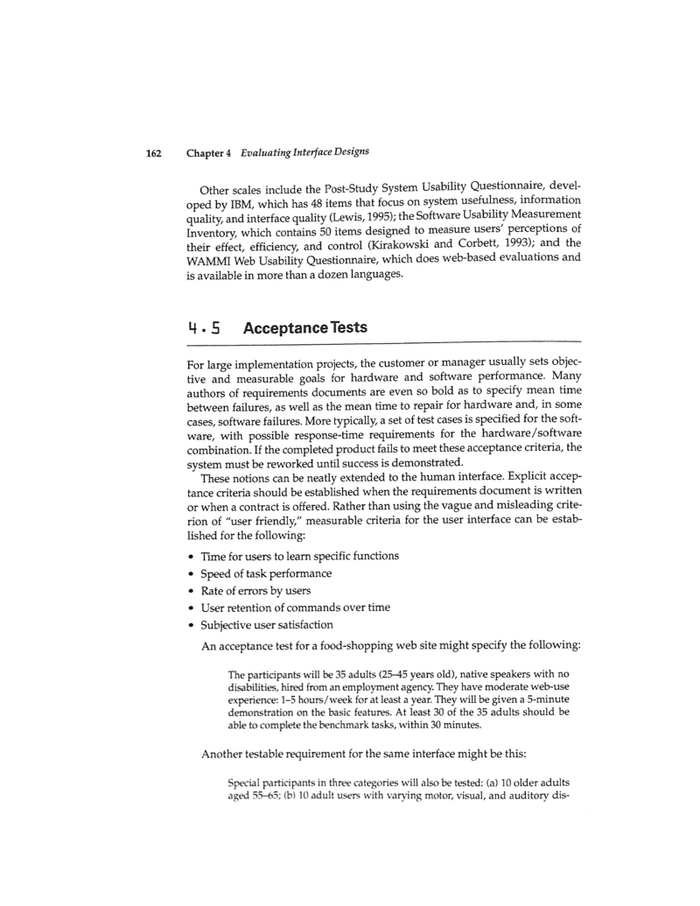 162 Chapter 4 Evaluating Interface Designs
Other scales include the Post-Study System Usability Questionnaire, devel-
oped by IBM, which has 48 items that focus on system usefulness, information
quality, and interface quality (Lewis, 1995); the Software Usability Measurement
Inventory, which contains 50 items designed to measure users' perceptions of
their effect, efficiency, and control (Kirakowski and Corbett, 1993); and the
WAMMI Web Usability Questionnaire, which does web-based evaluations and
is available in more than a dozen languages.
4.5 Acceptance Tests
For large implementation projects, the customer or manager usually sets objec-
tive and measurable goals for hardware and software performance. Many
authors of requirements documents are even so bold as to specify mean time
between failures, as well as the mean time to repair for hardware and, in some
cases, software failures. More typically, a set of test cases is specified for the soft-
ware, with possible response-time requirements for the hardware/software
combination. If the completed product fails to meet these acceptance criteria, the
system must be reworked until success is demonstrated.
These notions can be neatly extended to the human interface. Explicit accep-
tance criteria should be established when the requirements document is written
or when a contract is offered. Rather than using the vague and misleading crite-
rion of "user friendly," measurable criteria for the user interface can be estab-
lished for the following:
• Time for users to learn specific functions
• Speed of task performance
• Rate of errors by users
• User retention of commands over time
• Subjective user satisfaction
An acceptance test for a food-shopping web site might specify the following:
The participants will be 35 adults (25–45 years old), native speakers with no
disabilities, hired from an employment agency. They have moderate web-use
experience: 1–5 hours/week for at least a year. They will be given a 5-minute
demonstration on the basic features. At least 30 of the 35 adults should be
able to complete the benchmark tasks, within 30 minutes.
Another testable requirement for the same interface might be this:
Special participants in three categories will also be tested: (a) 10 older adults
aged 55–65; (b) 10 adult users with varying motor, visual, and auditory dis-